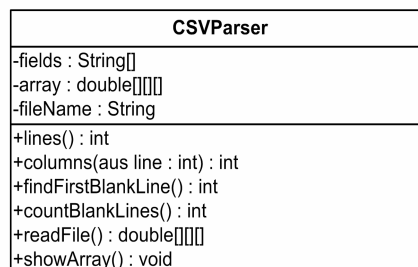 CSVParser
-fields : String[]
-array : double[][][]
-fileName : String
+lines() : int
+columns(aus line : int) : int
+findFirstBlankLine() : int
+countBlankLines() : int
+readFile() : double[][][]
+showArray() : void